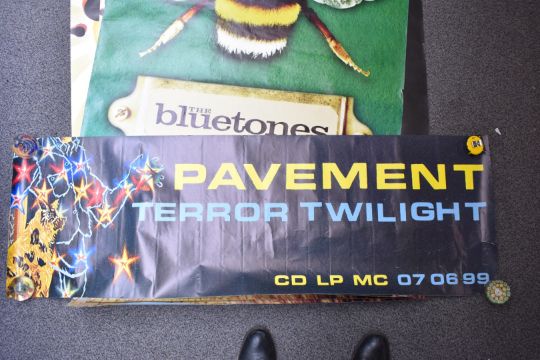 THE
bluetones
PAVEMENT
TERROR TWILIGHT
CD LP MC 07 06 99